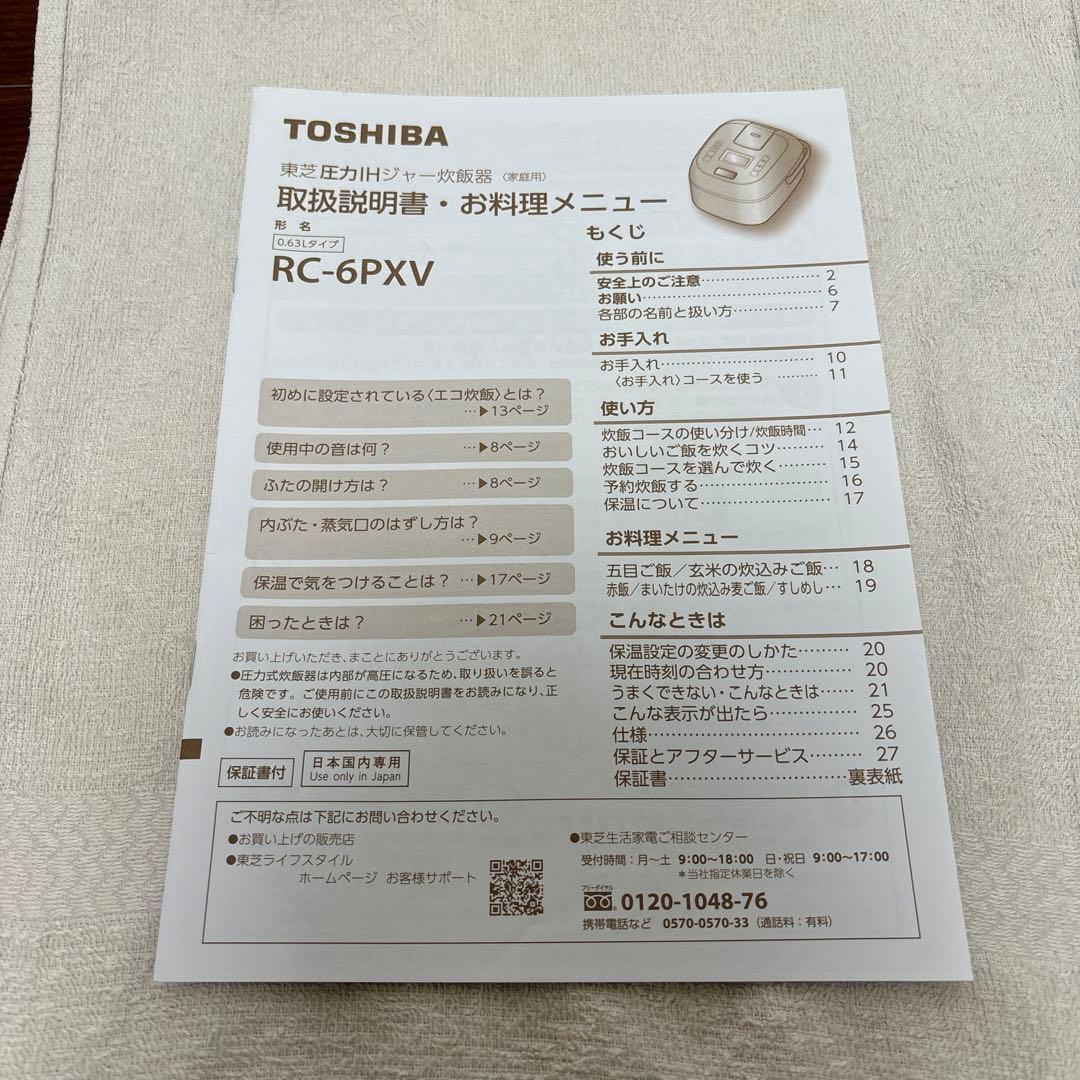 TOSHIBA
東芝圧力IHジャー炊飯器〈家庭用〉
取扱説明書・お料理メニュー
形 名
0.63Lタイプ
RC-6PXV
初めに設定されている〈エコ炊飯〉とは？
…▶13ページ
使用中の音は何？ …▶8ページ
ふたの開け方は？ …▶8ページ
内ぶた・蒸気口のはずし方は？
…▶9ページ
保温で気をつけることは？ …▶17ページ
困ったときは？ …▶21ページ
お買い上げいただき、まことにありがとうございます。
●圧力式炊飯器は内部が高圧になるため、取り扱いを誤ると
危険です。ご使用前にこの取扱説明書をお読みになり、正
しく安全にお使いください。
●お読みになったあとは、大切に保管してください。
保証書付
日本国内専用
Use only in Japan
もくじ
使う前に
安全上のご注意…………… 2
お願い…………………… 6
各部の名前と扱い方……………… 7
お手入れ
お手入れ…………………… 10
〈お手入れ〉コースを使う ……… 11
使い方
炊飯コースの使い分け/炊飯時間… 12
おいしいご飯を炊くコツ……… 14
炊飯コースを選んで炊く……… 15
予約炊飯する………………… 16
保温について………………… 17
お料理メニュー
五目ご飯／玄米の炊込みご飯… 18
赤飯／まいたけの炊込み麦ご飯／すしめし… 19
こんなときは
保温設定の変更のしかた……… 20
現在時刻の合わせ方…………… 20
うまくできない・こんなときは…… 21
こんな表示が出たら…………… 25
仕様…………………………… 26
保証とアフターサービス……… 27
保証書………………………裏表紙
ご不明な点は下記にお問い合わせください。
●お買い上げの販売店
●東芝ライフスタイル
ホームページ お客様サポート
●東芝生活家電ご相談センター
受付時間：月～土 9:00～18:00 日・祝日 9:00～17:00
＊当社指定休業日を除く
フリーダイヤル
0120-1048-76
携帯電話など 0570-0570-33（通話料：有料）